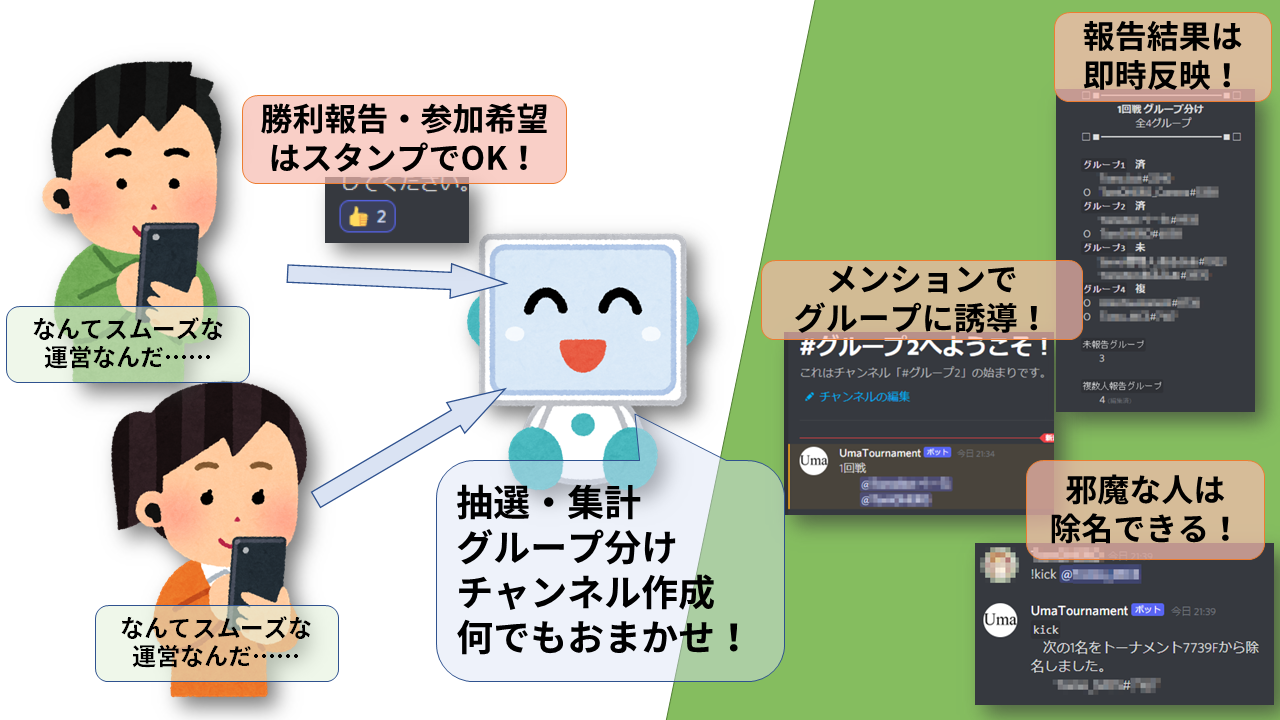 勝利報告・参加希望
はスタンプでOK！
してください。
2
なんてスムーズな
運営なんだ……
なんてスムーズな
運営なんだ……
抽選・集計
グループ分け
チャンネル作成
何でもおまかせ！
報告結果は
即時反映！
1回戦 グループ分け
全4グループ
グループ1 済
#
O #
グループ2 済
#
O #
グループ3 未
#
#
グループ4 複
O #
O #
未報告グループ
3
複数人報告グループ
4 (編集済)
メンションで
グループに誘導！
#グループ2へようこそ！
これはチャンネル「#グループ2」の始まりです。
チャンネルの編集
新
Uma
UmaTournament ボット 今日 21:34
1回戦
@
@
邪魔な人は
除名できる！
今日 21:39
!kick @
Uma
UmaTournament ボット 今日 21:39
kick
次の1名をトーナメント7739Fから除
名しました。
#